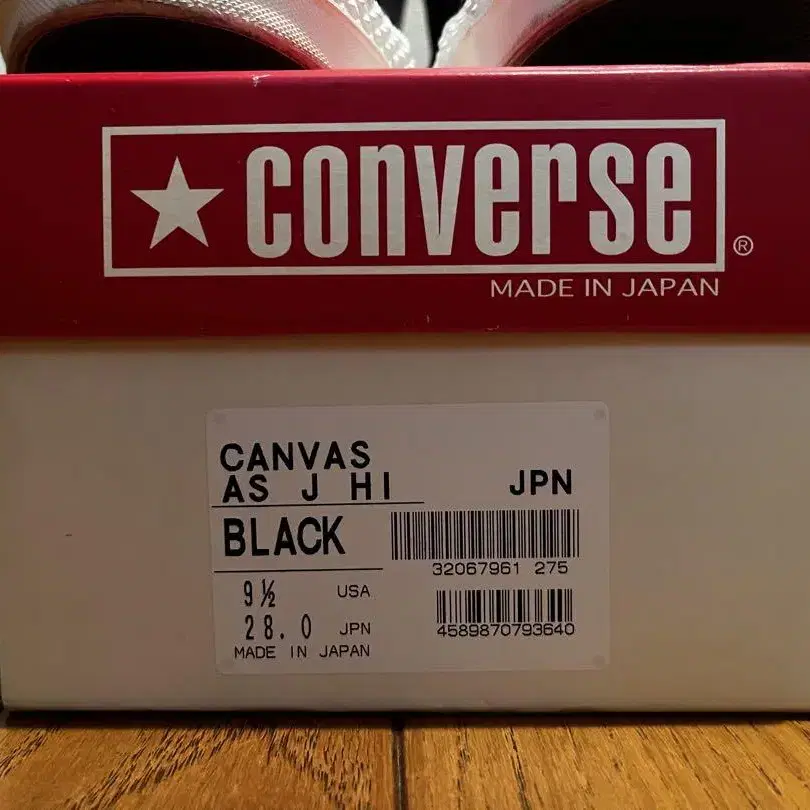 ★ CONVERSE ®
MADE IN JAPAN
CANVAS
AS J HI
JPN
BLACK
32067961 275
9½ USA
28.0 JPN
4589870793640
MADE IN JAPAN